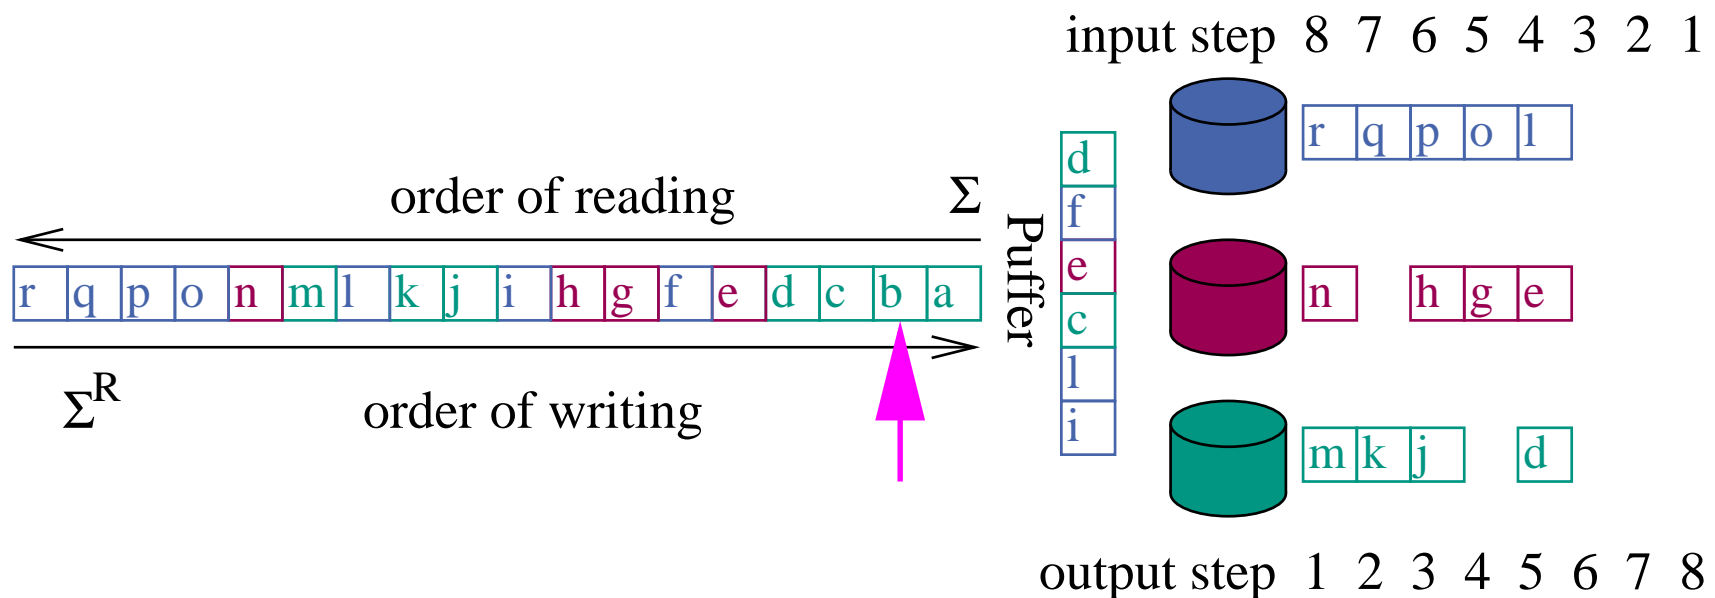 input step 8 7 6 5 4 3 2 1
r q p o l
order of reading Σ
r q p o n m l k j i h g f e d c b a
Σ^R order of writing
Puffer
d
f
e
c
l
i
n h g e
m k j d
output step 1 2 3 4 5 6 7 8